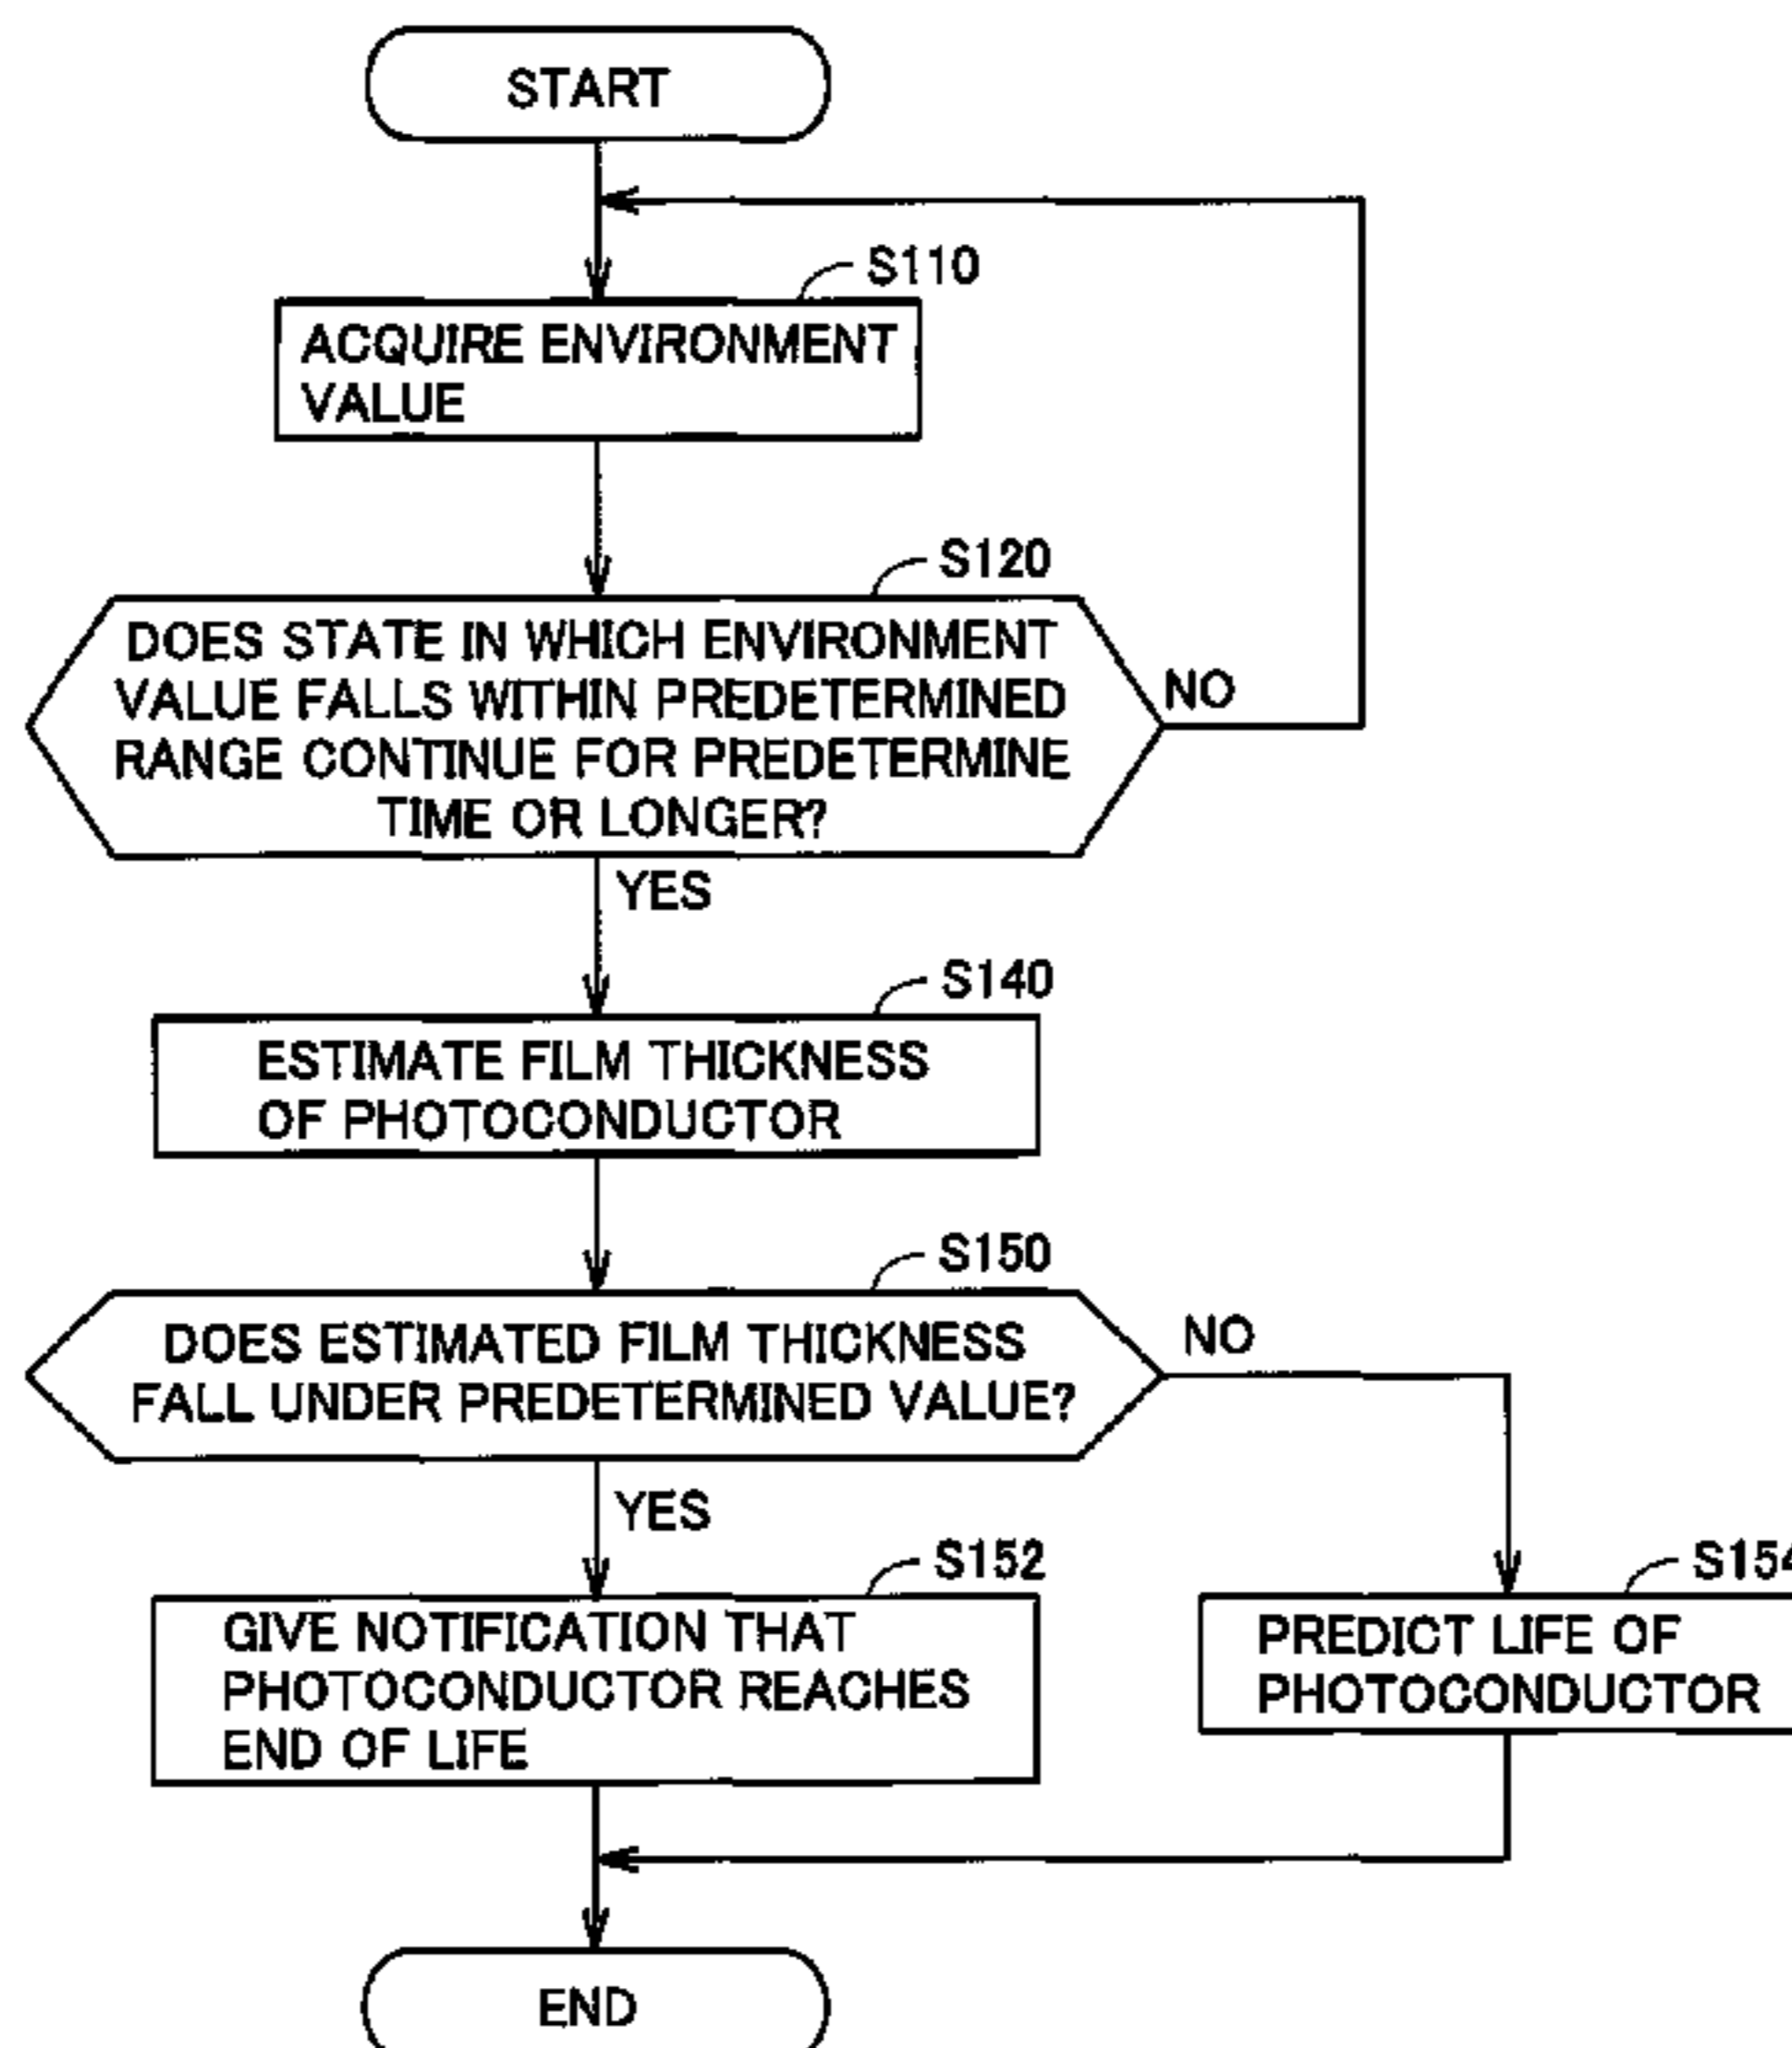 START
S110
ACQUIRE ENVIRONMENT
VALUE
S120
DOES STATE IN WHICH ENVIRONMENT
VALUE FALLS WITHIN PREDETERMINED
RANGE CONTINUE FOR PREDETERMINE
TIME OR LONGER?
NO
YES
S140
ESTIMATE FILM THICKNESS
OF PHOTOCONDUCTOR
S150
DOES ESTIMATED FILM THICKNESS
FALL UNDER PREDETERMINED VALUE?
NO
YES
S152
GIVE NOTIFICATION THAT
PHOTOCONDUCTOR REACHES
END OF LIFE
S154
PREDICT LIFE OF
PHOTOCONDUCTOR
END